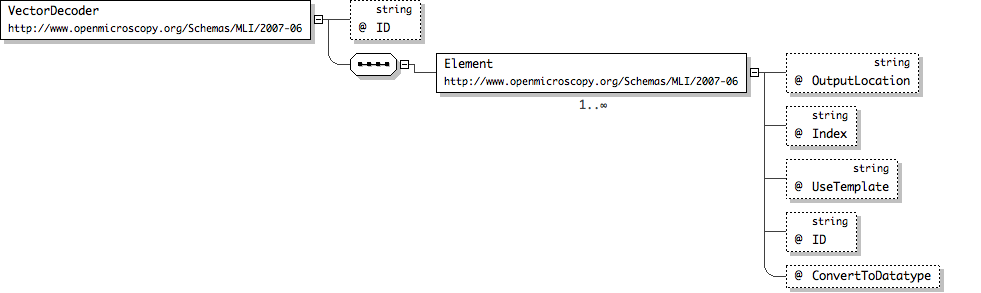 VectorDecoder
http://www.openmicroscopy.org/Schemas/MLI/2007-06
string
@ ID
Element
http://www.openmicroscopy.org/Schemas/MLI/2007-06
1..∞
string
@ OutputLocation
string
@ Index
string
@ UseTemplate
string
@ ID
@ ConvertToDatatype